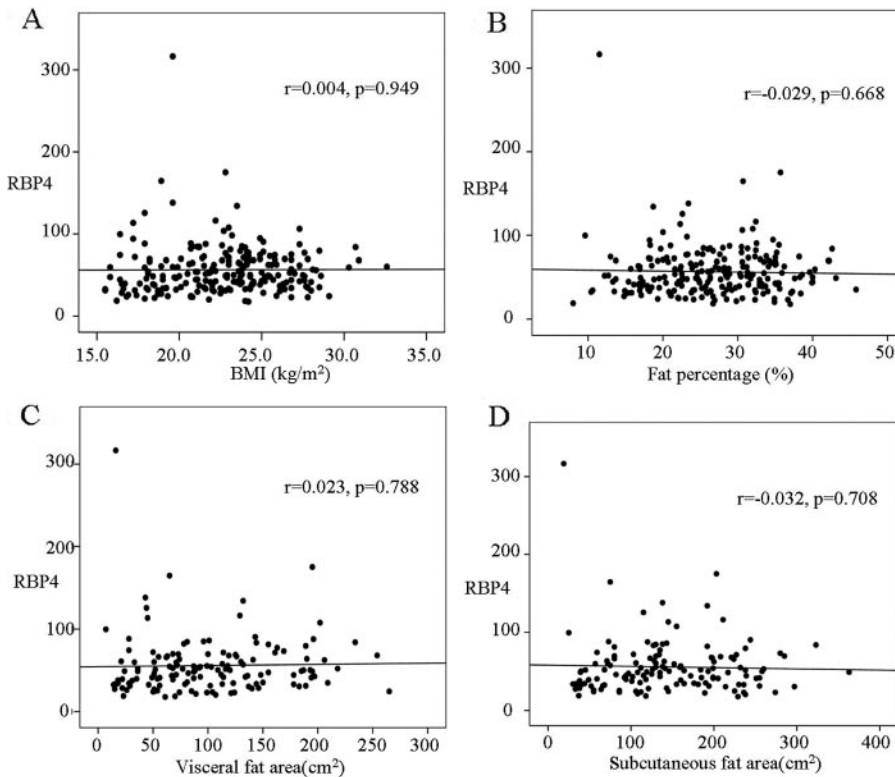 A
300
r=0.004, p=0.949
200
RBP4
100
0
15.0 20.0 25.0 30.0 35.0
BMI (kg/m²)
B
300
r=-0.029, p=0.668
200
RBP4
100
0
10 20 30 40 50
Fat percentage (%)
C
300
r=0.023, p=0.788
200
RBP4
100
0
0 50 100 150 200 250 300
Visceral fat area(cm²)
D
300
r=-0.032, p=0.708
200
RBP4
100
0
0 100 200 300 400
Subcutaneous fat area(cm²)